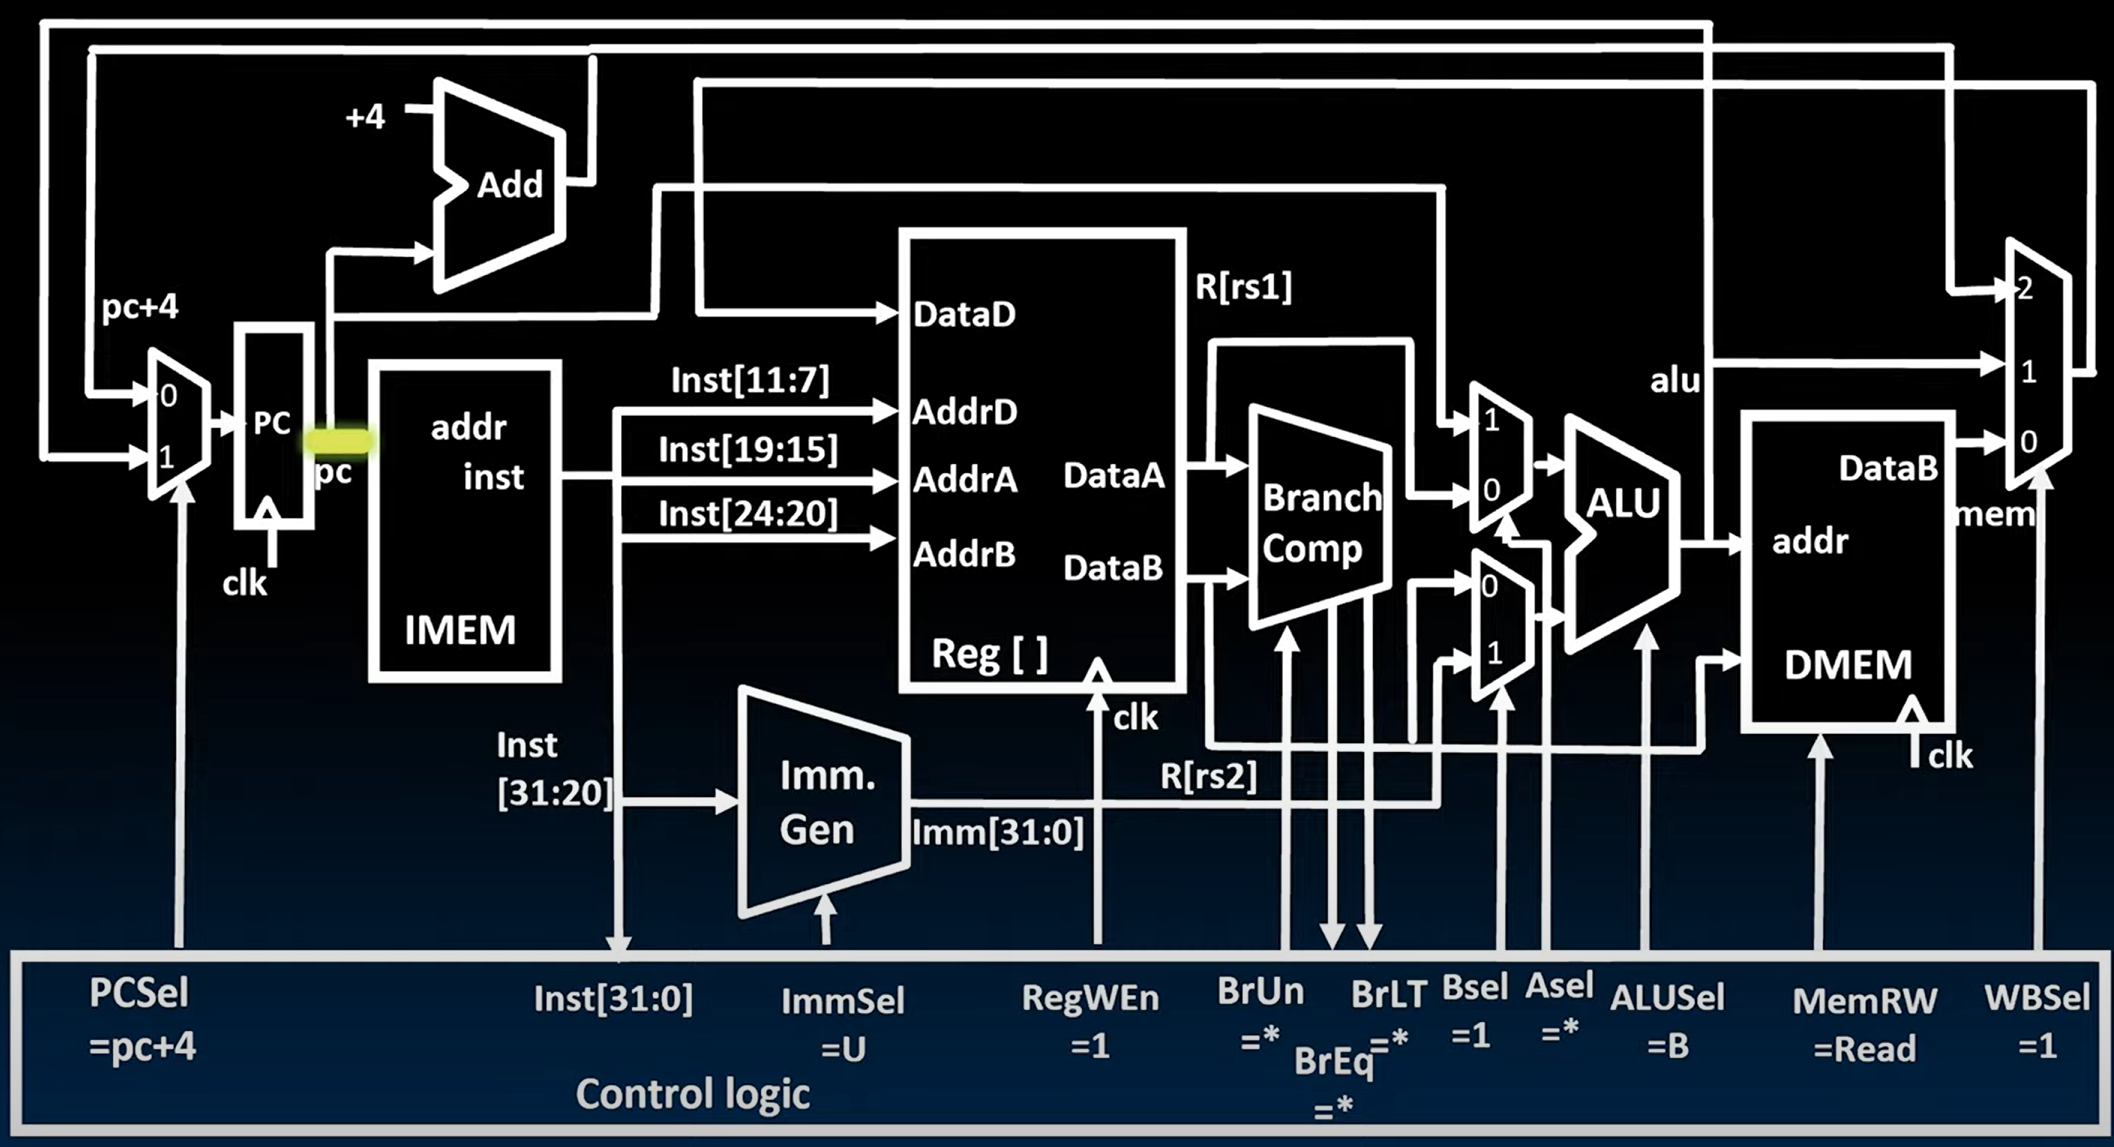 +4
Add
pc+4
0
1
PC
pc
clk
addr
inst
IMEM
Inst[11:7]
Inst[19:15]
Inst[24:20]
DataD
AddrD
AddrA
AddrB
DataA
DataB
Reg [ ]
clk
R[rs1]
Branch
Comp
R[rs2]
1
0
0
1
ALU
alu
DataB
addr
DMEM
clk
mem
2
1
0
Inst
[31:20]
Imm.
Gen
Imm[31:0]
PCSel
=pc+4
Inst[31:0]
ImmSel
=U
RegWEn
=1
BrUn
=*
BrEq
=*
BrLT
=*
Bsel
=1
Asel
=*
ALUSel
=B
MemRW
=Read
WBSel
=1
Control logic